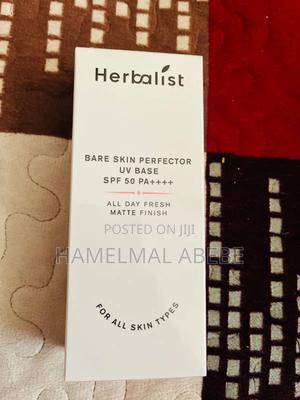 Herbalist
BARE SKIN PERFECTOR
UV BASE
SPF 50 PA++++
ALL DAY FRESH
MATTE FINISH
POSTED ON JIJI
HAMELMAL ABEBE
FOR ALL SKIN TYPES